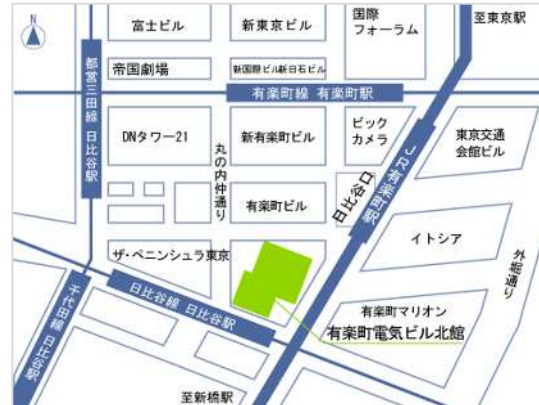 N
富士ビル
新東京ビル
国際
フォーラム
至東京駅
帝国劇場
新国際ビル新日石ビル
都営三田線 日比谷駅
有楽町線 有楽町駅
DNタワー21
丸の内仲通り
新有楽町ビル
ビック
カメラ
JR有楽町駅
東京交通
会館ビル
日比谷口
有楽町ビル
イトシア
外堀通り
ザ・ペニンシュラ東京
千代田線 日比谷駅
日比谷線 日比谷駅
有楽町マリオン
有楽町電気ビル北館
至新橋駅